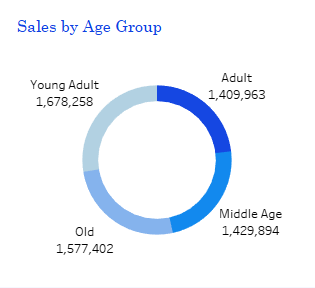 Sales by Age Group
Young Adult
1,678,258
Adult
1,409,963
Middle Age
1,429,894
Old
1,577,402